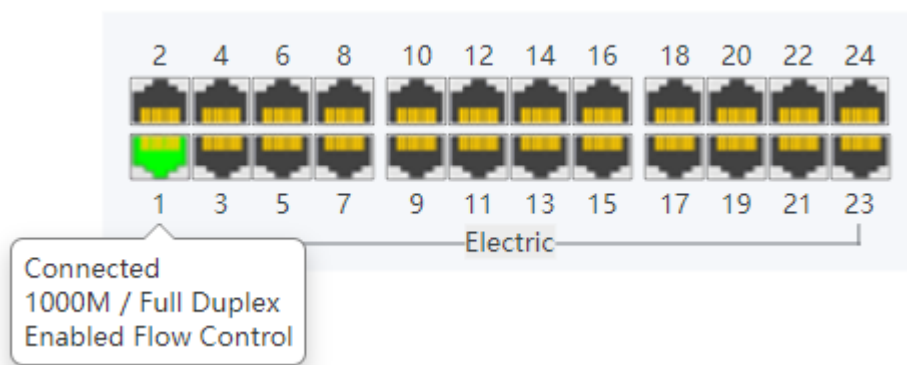 2 4 6 8 10 12 14 16 18 20 22 24
1 3 5 7 9 11 13 15 17 19 21 23
Electric
Connected
1000M / Full Duplex
Enabled Flow Control